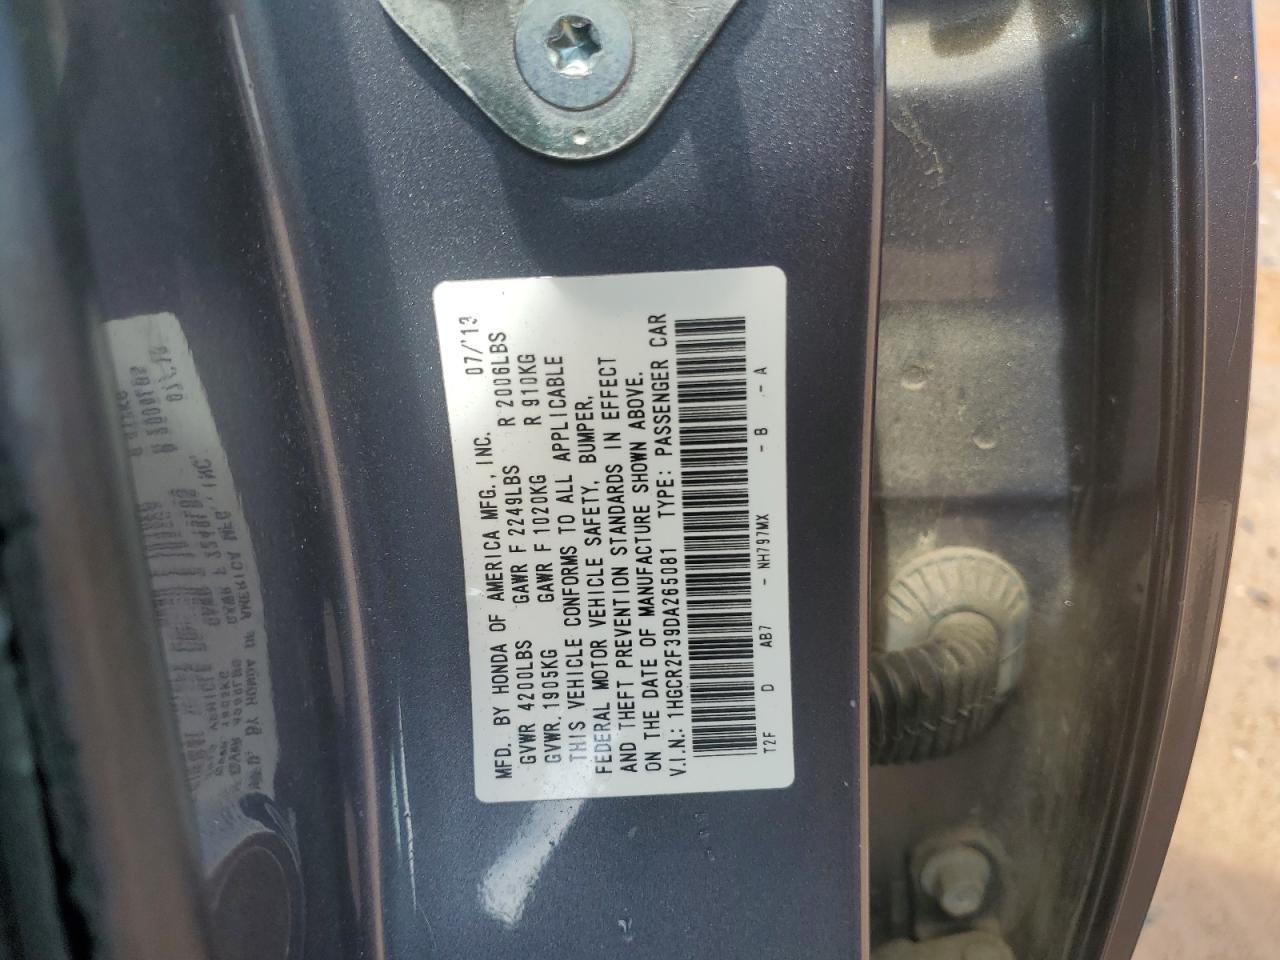 MFD. BY HONDA OF AMERICA MFG., INC. 07/'13
GVWR 4200LBS GAWR F 2249LBS R 2006LBS
GVWR 1905KG GAWR F 1020KG R 910KG
THIS VEHICLE CONFORMS TO ALL APPLICABLE
FEDERAL MOTOR VEHICLE SAFETY, BUMPER,
AND THEFT PREVENTION STANDARDS IN EFFECT
ON THE DATE OF MANUFACTURE SHOWN ABOVE.
V.I.N.: 1HGCR2F39DA265081 TYPE: PASSENGER CAR
T2F D AB7 - NH797MX - B - A